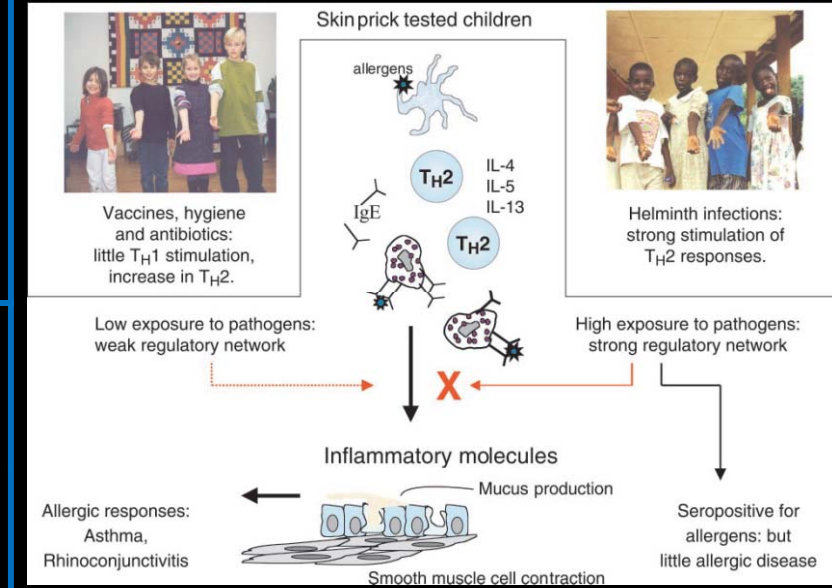 Skin prick tested children
allergens
TH2
IL-4
IL-5
IL-13
IgE
TH2
Vaccines, hygiene
and antibiotics:
little TH1 stimulation,
increase in TH2.
Helminth infections:
strong stimulation of
TH2 responses.
Low exposure to pathogens:
weak regulatory network
High exposure to pathogens:
strong regulatory network
X
Inflammatory molecules
Mucus production
Allergic responses:
Asthma,
Rhinoconjunctivitis
Smooth muscle cell contraction
Seropositive for
allergens: but
little allergic disease